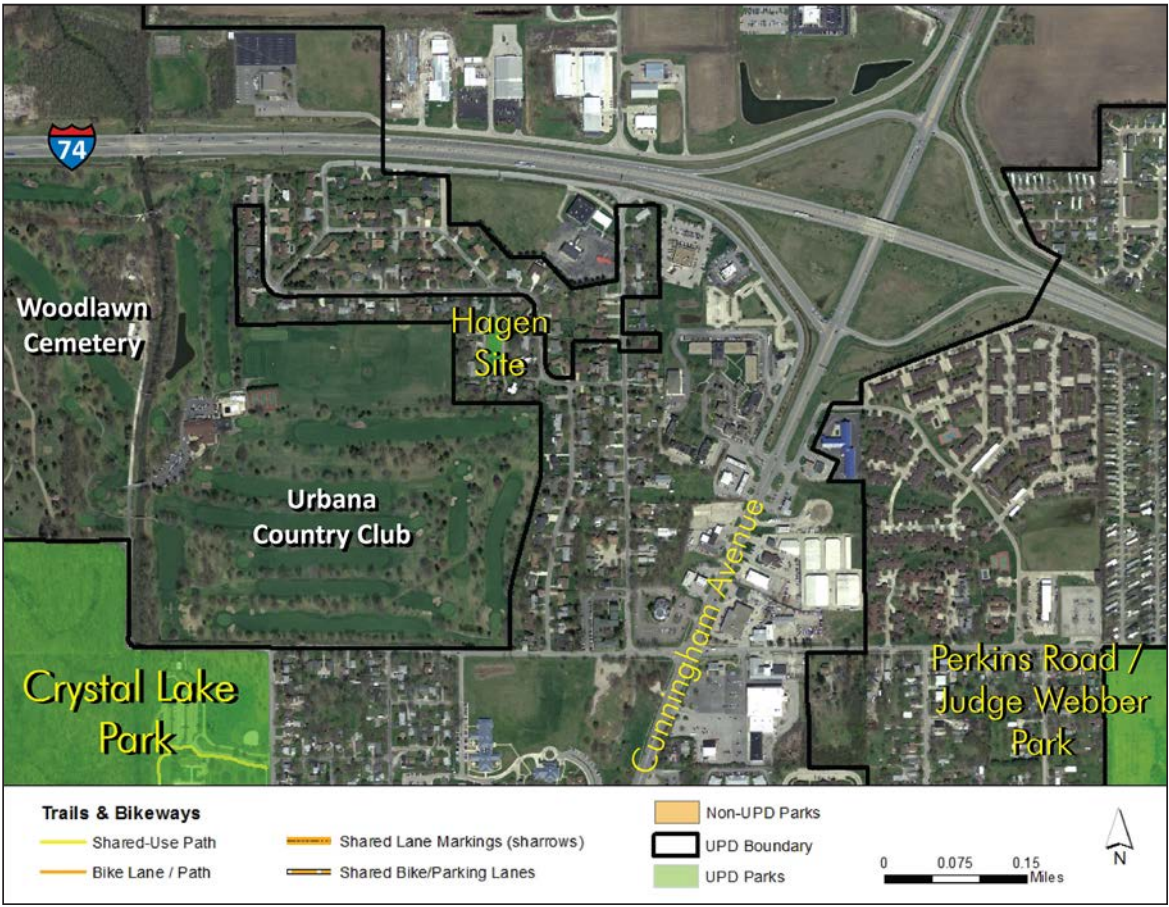 74
Woodlawn
Cemetery
Hagen
Site
Urbana
Country Club
Cunningham Avenue
Crystal Lake
Park
Perkins Road /
Judge Webber
Park
Trails & Bikeways
Shared-Use Path
Bike Lane / Path
Shared Lane Markings (sharrows)
Shared Bike/Parking Lanes
Non-UPD Parks
UPD Boundary
UPD Parks
0 0.075 0.15
Miles
N